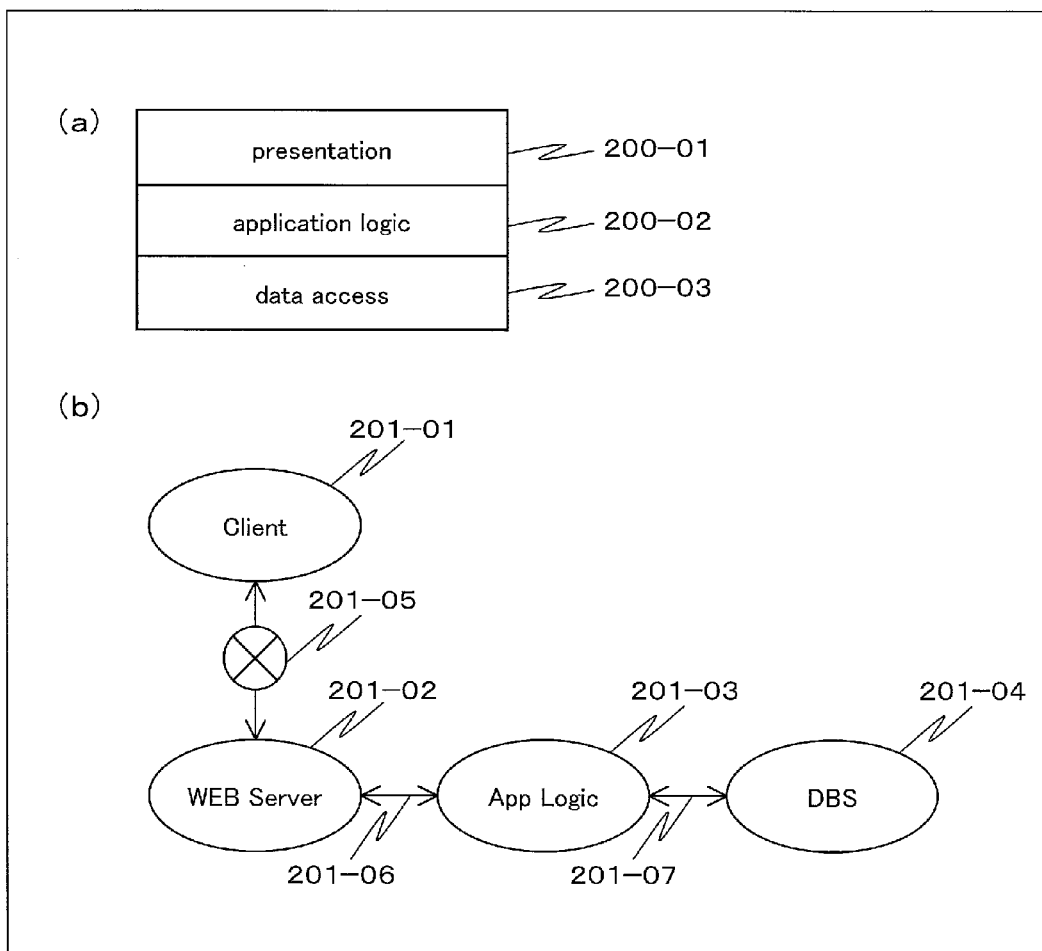 (a)
presentation
200-01
application logic
200-02
data access
200-03
(b)
201-01
Client
201-05
201-02
201-03
201-04
WEB Server
App Logic
DBS
201-06
201-07